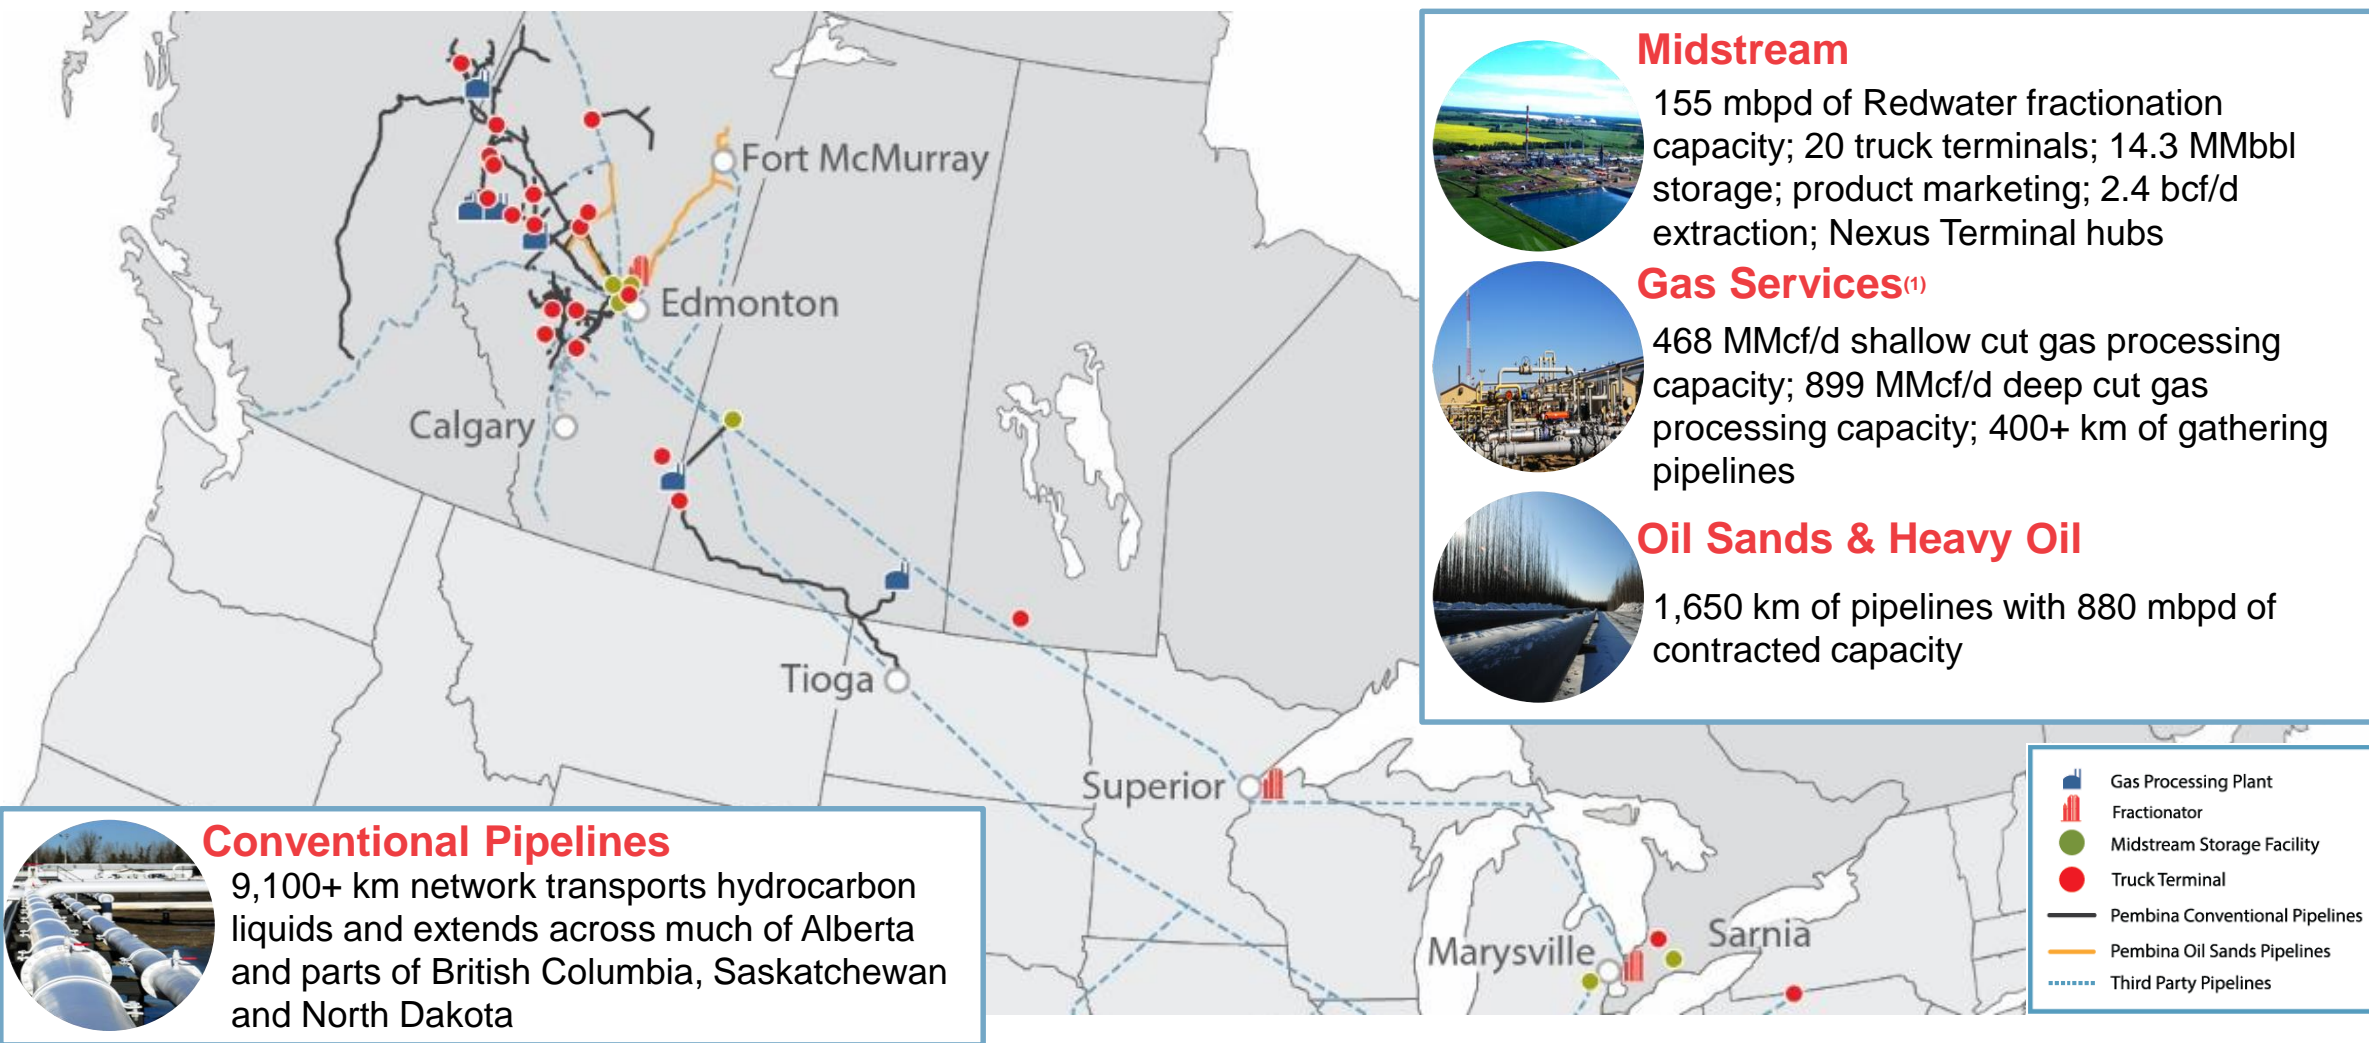 Midstream
155 mbpd of Redwater fractionation
capacity; 20 truck terminals; 14.3 MMbbl
storage; product marketing; 2.4 bcf/d
extraction; Nexus Terminal hubs
Gas Services(1)
468 MMcf/d shallow cut gas processing
capacity; 899 MMcf/d deep cut gas
processing capacity; 400+ km of gathering
pipelines
Oil Sands & Heavy Oil
1,650 km of pipelines with 880 mbpd of
contracted capacity
Fort McMurray
Edmonton
Calgary
Tioga
Superior
Marysville
Sarnia
Conventional Pipelines
9,100+ km network transports hydrocarbon
liquids and extends across much of Alberta
and parts of British Columbia, Saskatchewan
and North Dakota
Gas Processing Plant
Fractionator
Midstream Storage Facility
Truck Terminal
Pembina Conventional Pipelines
Pembina Oil Sands Pipelines
Third Party Pipelines